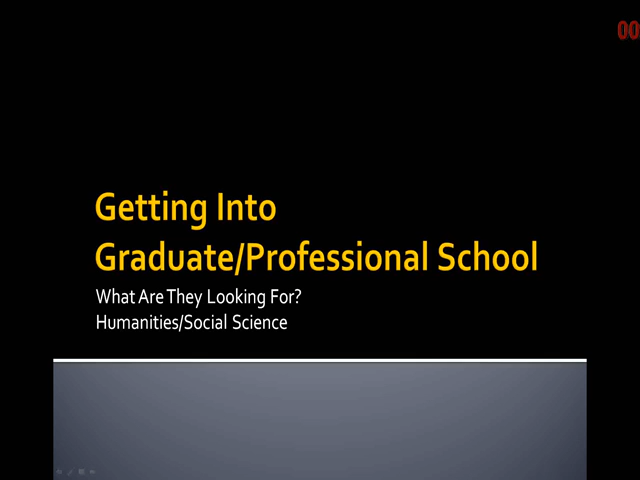 00
Getting Into
Graduate/Professional School
What Are They Looking For?
Humanities/Social Science